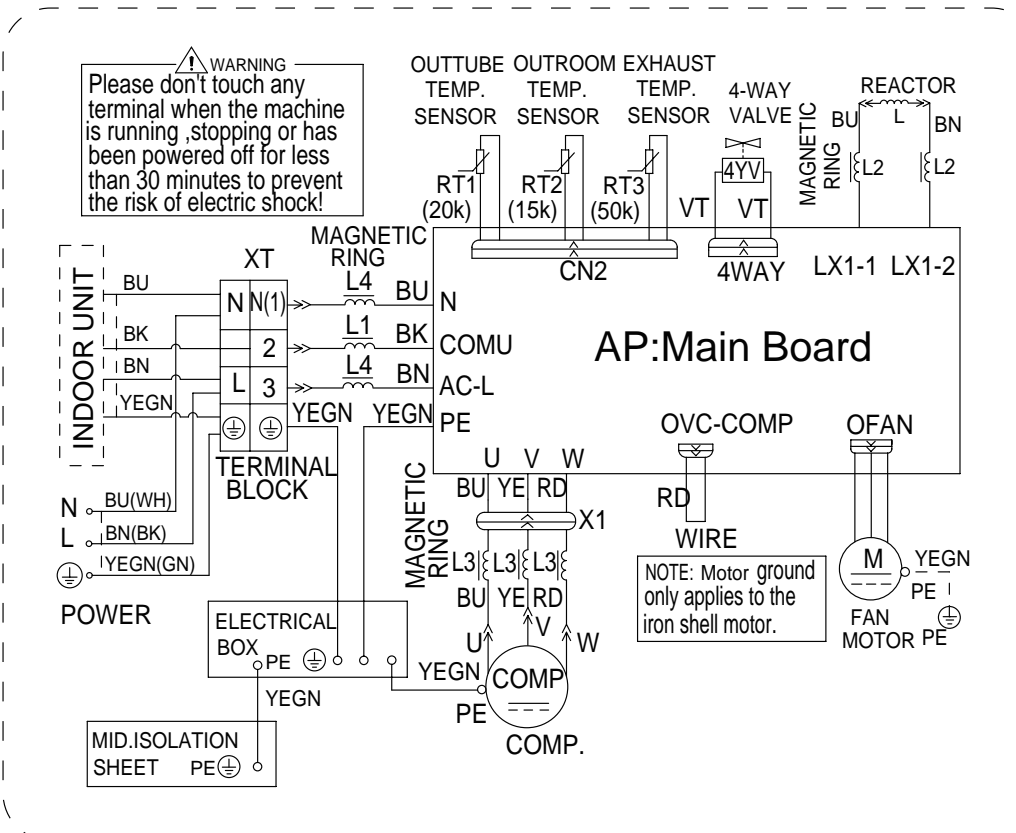 WARNING
Please don't touch any
terminal when the machine
is running ,stopping or has
been powered off for less
than 30 minutes to prevent
the risk of electric shock!
OUTTUBE
TEMP.
SENSOR
OUTROOM
TEMP.
SENSOR
EXHAUST
TEMP.
SENSOR
4-WAY
VALVE
MAGNETIC
RING
REACTOR
L
BU
BN
L2
L2
RT1
(20k)
RT2
(15k)
RT3
(50k)
4YV
VT
VT
CN2
4WAY
LX1-1
LX1-2
INDOOR UNIT
BU
BK
BN
YEGN
XT
N
N(1)
2
L
3
TERMINAL
BLOCK
MAGNETIC
RING
L4
BU
L1
BK
L4
BN
YEGN
YEGN
N
COMU
AC-L
PE
AP:Main Board
U
V
W
OVC-COMP
OFAN
N
BU(WH)
L
BN(BK)
YEGN(GN)
POWER
MAGNETIC
RING
BU
YE
RD
X1
L3
L3
L3
BU
YE
RD
U
V
W
RD
WIRE
NOTE: Motor ground
only applies to the
iron shell motor.
M
YEGN
PE
FAN
MOTOR
PE
ELECTRICAL
BOX
PE
YEGN
YEGN
PE
COMP
COMP.
MID.ISOLATION
SHEET
PE